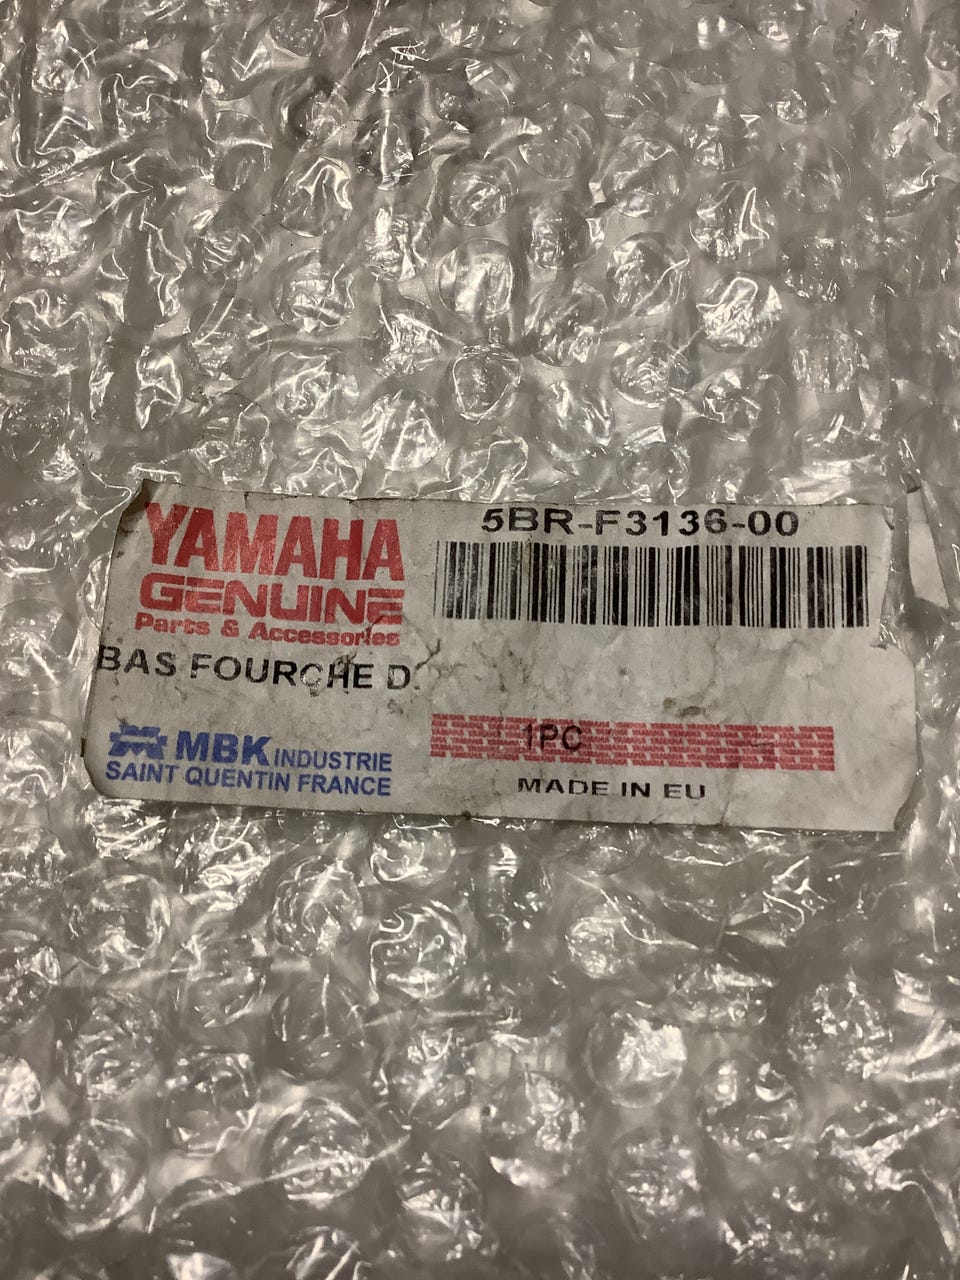 YAMAHA
GENUINE
Parts & Accessories
BAS FOURCHE D.
MBK INDUSTRIE
SAINT QUENTIN FRANCE
5BR-F3136-00
1PC
MADE IN EU